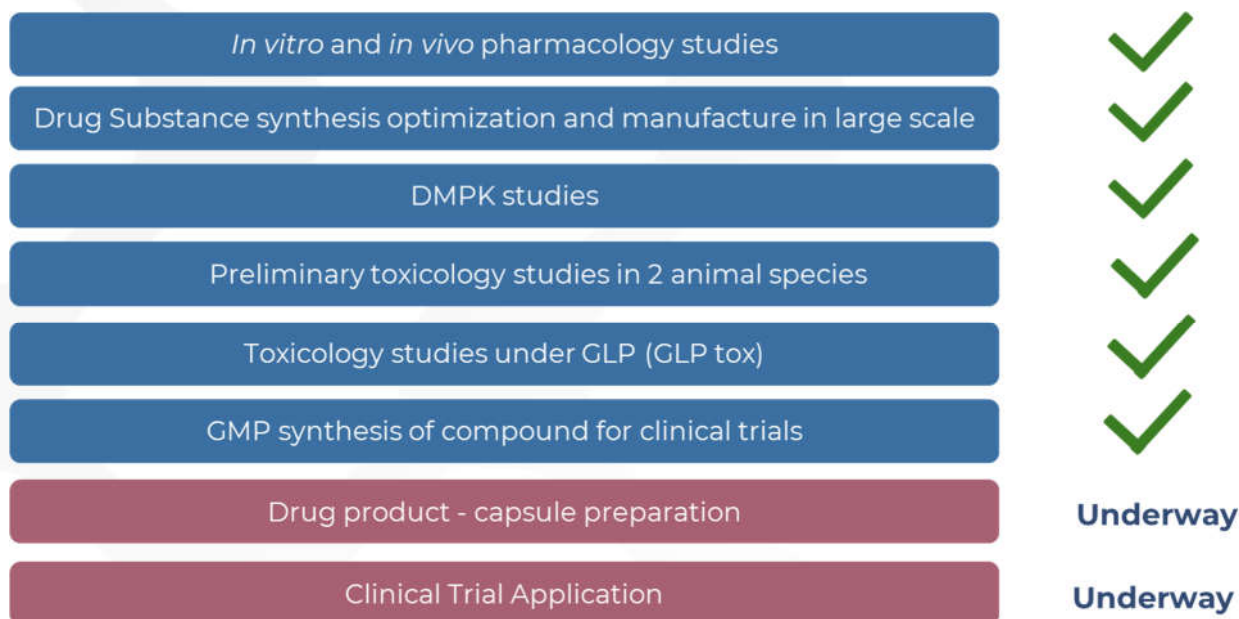 In vitro and in vivo pharmacology studies
Drug Substance synthesis optimization and manufacture in large scale
DMPK studies
Preliminary toxicology studies in 2 animal species
Toxicology studies under GLP (GLP tox)
GMP synthesis of compound for clinical trials
Drug product - capsule preparation Underway
Clinical Trial Application Underway